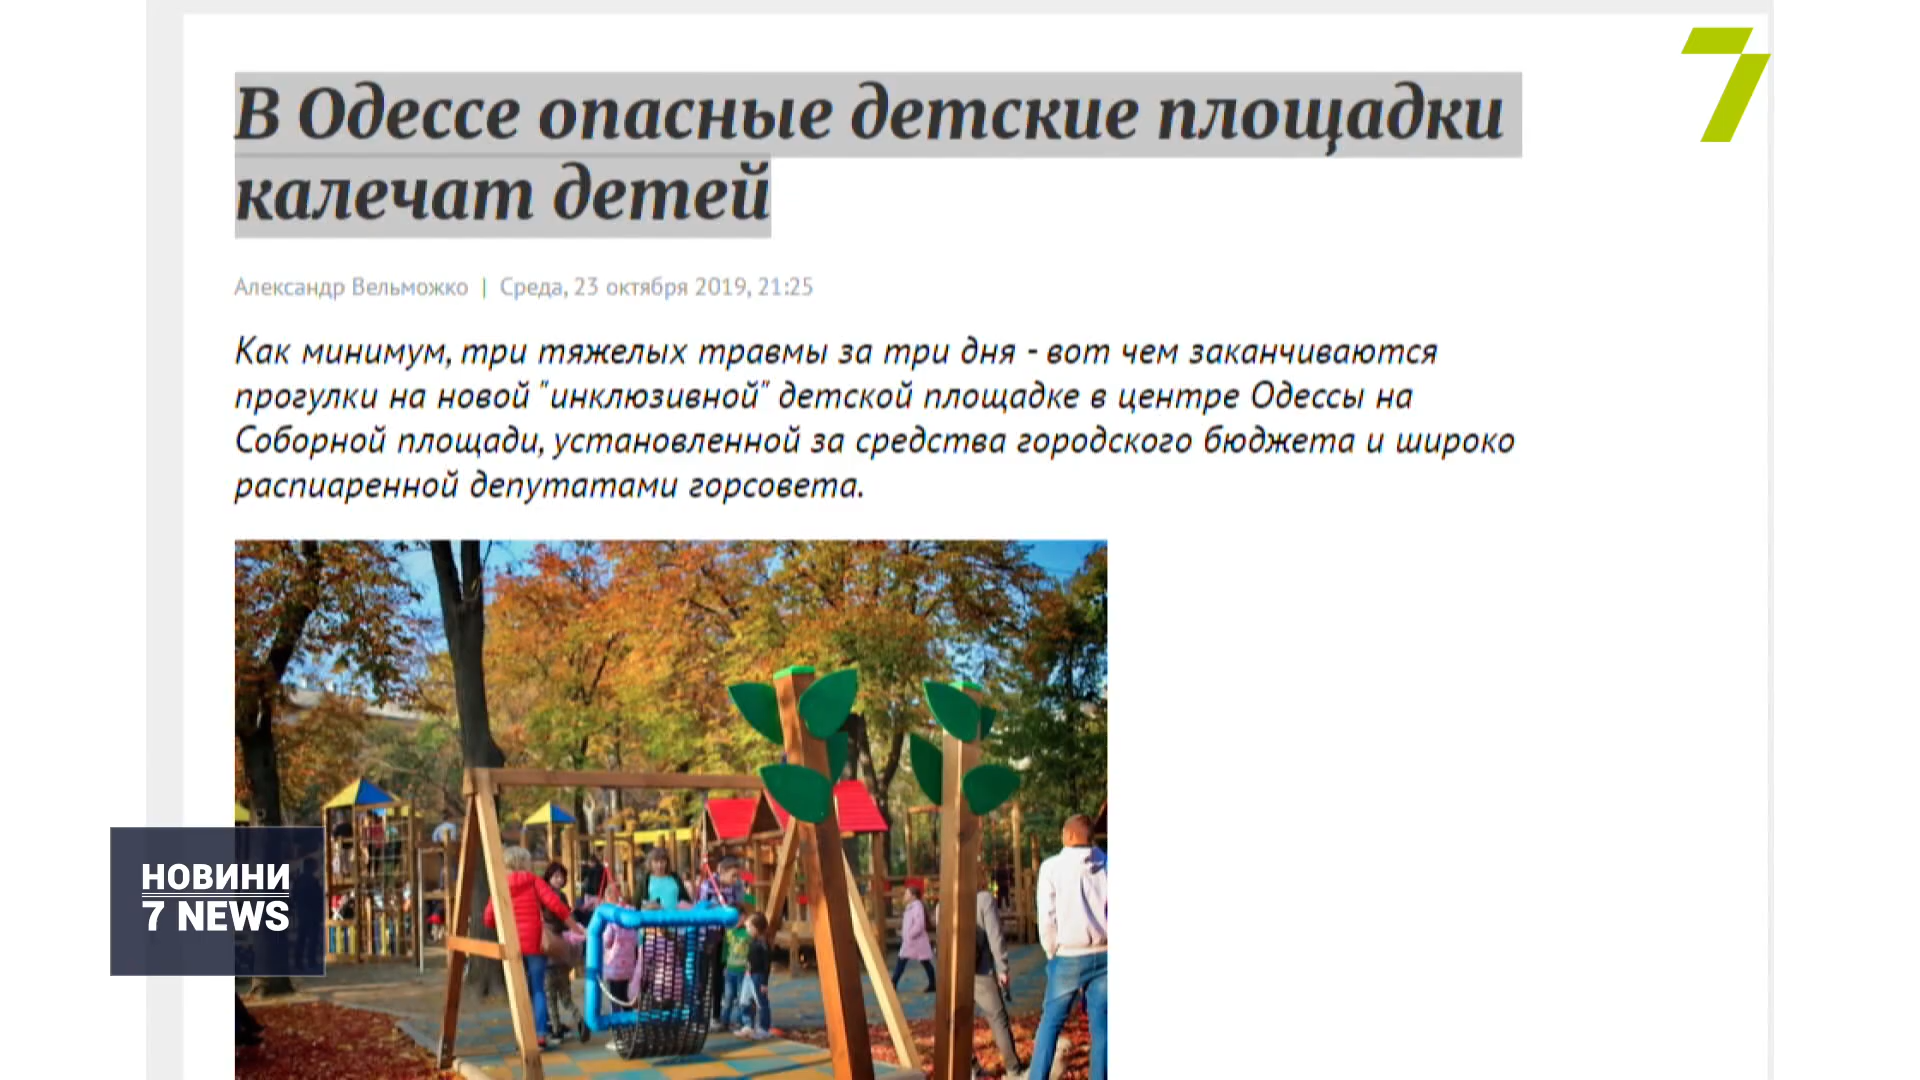 7
В Одессе опасные детские площадки
калечат детей
Александр Вельможко | Среда, 23 октября 2019, 21:25
Как минимум, три тяжелых травмы за три дня - вот чем заканчиваются
прогулки на новой "инклюзивной" детской площадке в центре Одессы на
Соборной площади, установленной за средства городского бюджета и широко
распиаренной депутатами горсовета.
НОВИНИ
7 NEWS